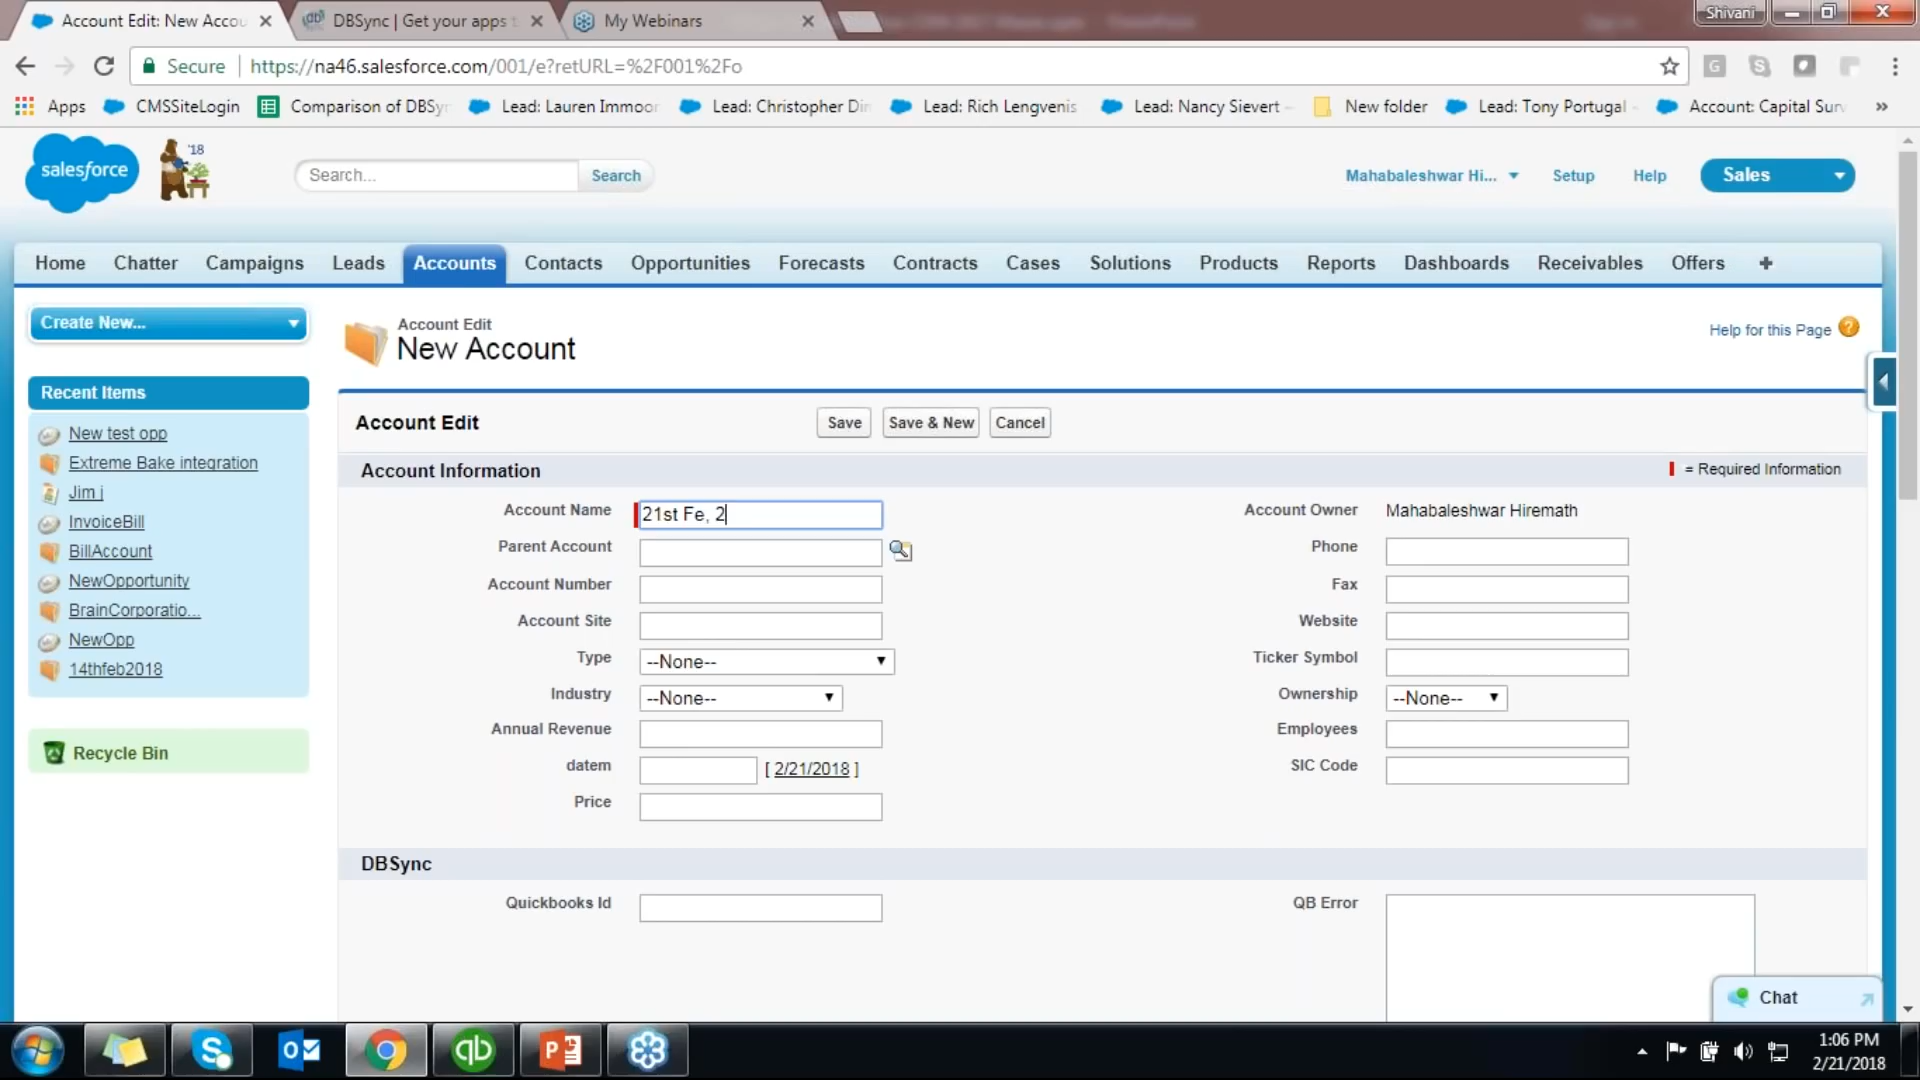 Account Edit: New Accou
DBSync | Get your apps t
My Webinars
Shivani
Secure
https://na46.salesforce.com/001/e?retURL=%2F001%2Fo
Apps
CMSSiteLogin
Comparison of DBSy
Lead: Lauren Immoor
Lead: Christopher Din
Lead: Rich Lengvenis
Lead: Nancy Sievert
New folder
Lead: Tony Portugal
Account: Capital Surv
»
salesforce
'18
Search...
Search
Mahabaleshwar Hi...
Setup
Help
Sales
Home Chatter Campaigns Leads Accounts Contacts Opportunities Forecasts Contracts Cases Solutions Products Reports Dashboards Receivables Offers +
Create New...
Recent Items
New test opp
Extreme Bake integration
Jim j
InvoiceBill
BillAccount
NewOpportunity
BrainCorporatio...
NewOpp
14thfeb2018
Recycle Bin
Account Edit
New Account
Help for this Page
Account Edit
Save
Save & New
Cancel
Account Information
= Required Information
Account Name 21st Fe, 2
Account Owner Mahabaleshwar Hiremath
Parent Account
Phone
Account Number
Fax
Account Site
Website
Type --None--
Ticker Symbol
Industry --None--
Ownership --None--
Annual Revenue
Employees
datem [ 2/21/2018 ]
SIC Code
Price
DBSync
Quickbooks Id
QB Error
Chat
1:06 PM
2/21/2018